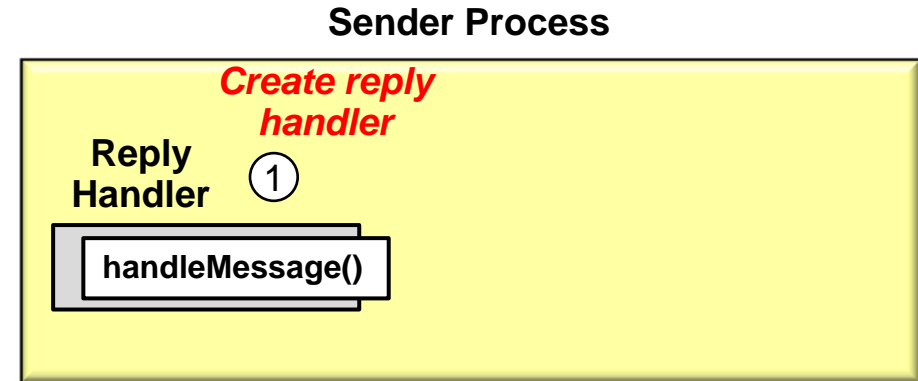 Sender Process
Create reply
handler
Reply
Handler
1
handleMessage()